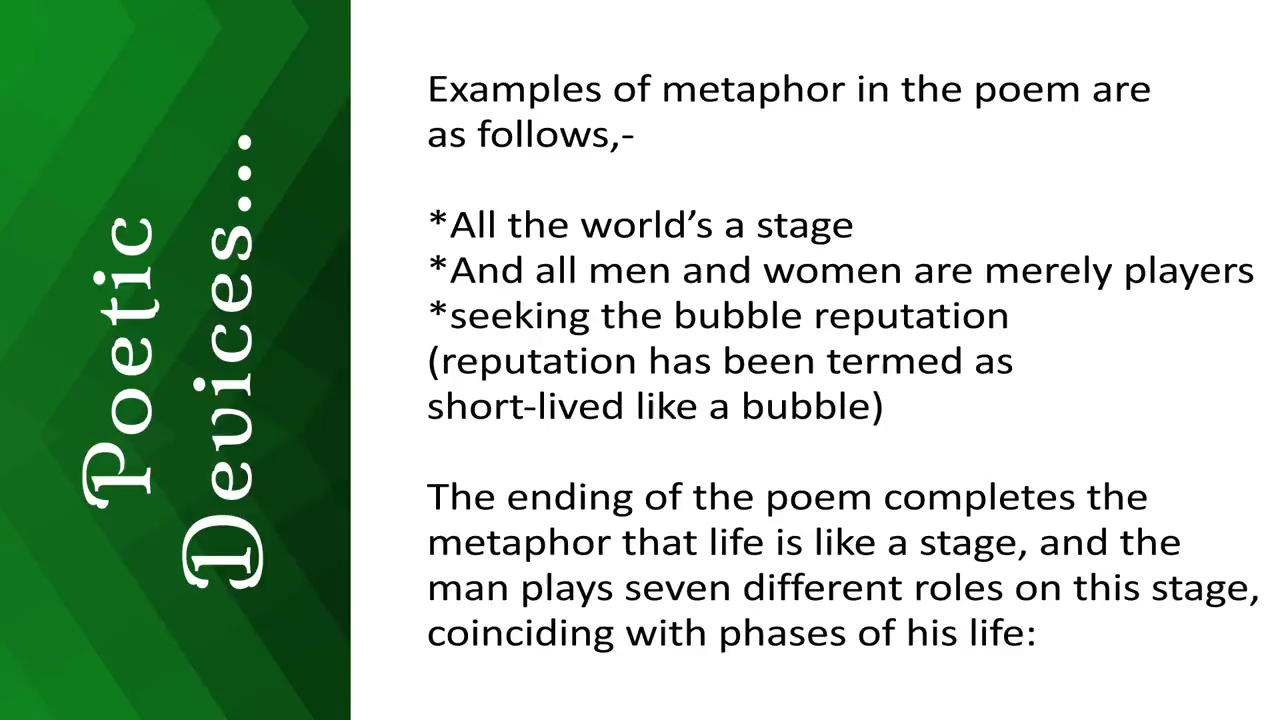 Poetic
Devices...
Examples of metaphor in the poem are
as follows,-
*All the world’s a stage
*And all men and women are merely players
*seeking the bubble reputation
(reputation has been termed as
short-lived like a bubble)
The ending of the poem completes the
metaphor that life is like a stage, and the
man plays seven different roles on this stage,
coinciding with phases of his life: